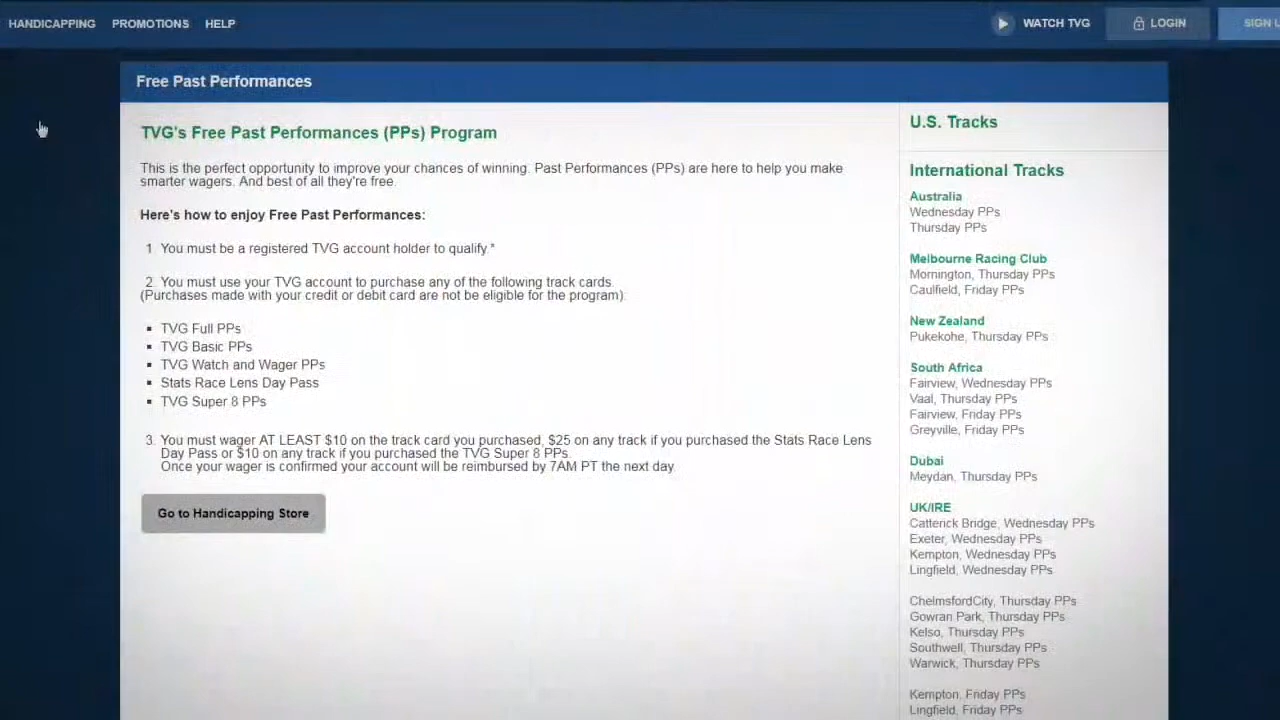 HANDICAPPING PROMOTIONS HELP WATCH TVG LOGIN SIGN
Free Past Performances
TVG's Free Past Performances (PPs) Program
This is the perfect opportunity to improve your chances of winning. Past Performances (PPs) are here to help you make
smarter wagers. And best of all they're free.
Here's how to enjoy Free Past Performances:
1. You must be a registered TVG account holder to qualify.*
2. You must use your TVG account to purchase any of the following track cards.
(Purchases made with your credit or debit card are not be eligible for the program):
▪ TVG Full PPs
▪ TVG Basic PPs
▪ TVG Watch and Wager PPs
▪ Stats Race Lens Day Pass
▪ TVG Super 8 PPs
3. You must wager AT LEAST $10 on the track card you purchased, $25 on any track if you purchased the Stats Race Lens
Day Pass or $10 on any track if you purchased the TVG Super 8 PPs.
Once your wager is confirmed your account will be reimbursed by 7AM PT the next day.
Go to Handicapping Store
U.S. Tracks
International Tracks
Australia
Wednesday PPs
Thursday PPs
Melbourne Racing Club
Mornington, Thursday PPs
Caulfield, Friday PPs
New Zealand
Pukekohe, Thursday PPs
South Africa
Fairview, Wednesday PPs
Vaal, Thursday PPs
Fairview, Friday PPs
Greyville, Friday PPs
Dubai
Meydan, Thursday PPs
UK/IRE
Catterick Bridge, Wednesday PPs
Exeter, Wednesday PPs
Kempton, Wednesday PPs
Lingfield, Wednesday PPs
ChelmsfordCity, Thursday PPs
Gowran Park, Thursday PPs
Kelso, Thursday PPs
Southwell, Thursday PPs
Warwick, Thursday PPs
Kempton, Friday PPs
Lingfield, Friday PPs